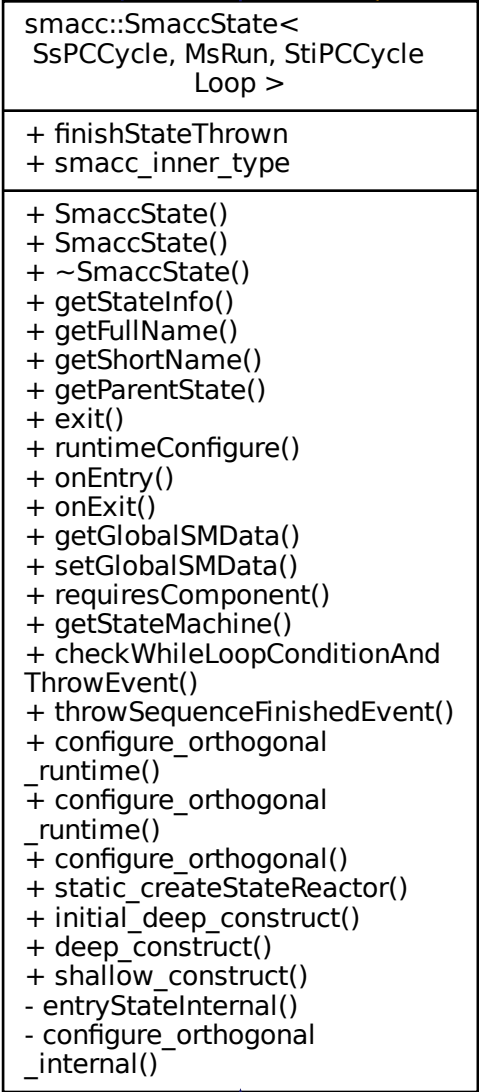 smacc::SmaccState<
SsPCCycle, MsRun, StiPCCycle
Loop >
+ finishStateThrown
+ smacc_inner_type
+ SmaccState()
+ SmaccState()
+ ~SmaccState()
+ getStateInfo()
+ getFullName()
+ getShortName()
+ getParentState()
+ exit()
+ runtimeConfigure()
+ onEntry()
+ onExit()
+ getGlobalSMData()
+ setGlobalSMData()
+ requiresComponent()
+ getStateMachine()
+ checkWhileLoopConditionAnd
ThrowEvent()
+ throwSequenceFinishedEvent()
+ configure_orthogonal
_runtime()
+ configure_orthogonal
_runtime()
+ configure_orthogonal()
+ static_createStateReactor()
+ initial_deep_construct()
+ deep_construct()
+ shallow_construct()
- entryStateInternal()
- configure_orthogonal
_internal()